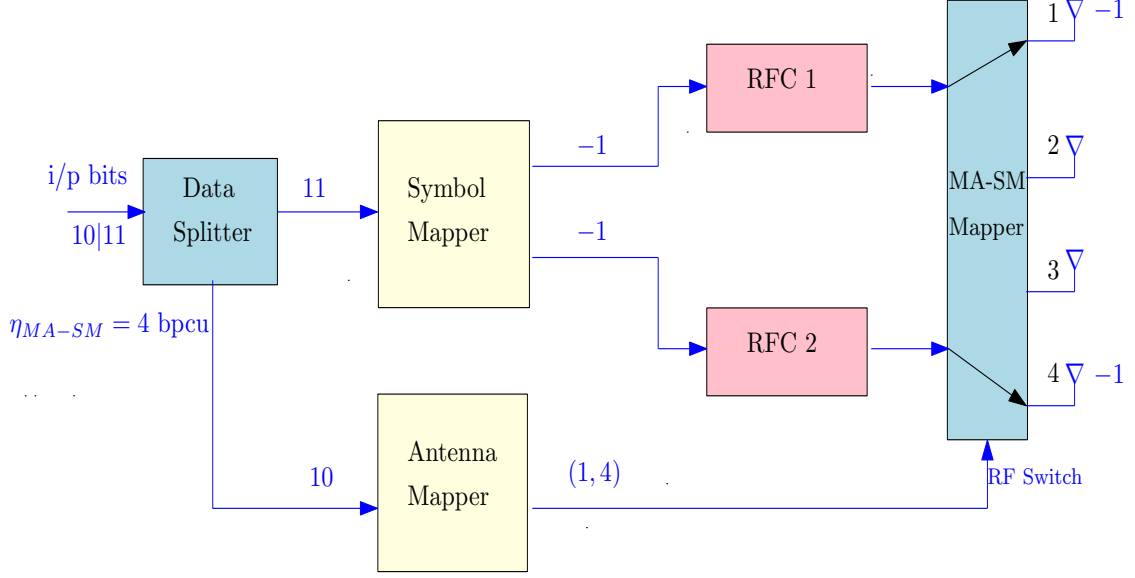 i/p bits
10|11
Data
Splitter
11
η_{MA−SM} = 4 bpcu
10
Symbol
Mapper
−1
−1
Antenna
Mapper
(1, 4)
RFC 1
RFC 2
MA-SM
Mapper
RF Switch
1
−1
2
3
4
−1